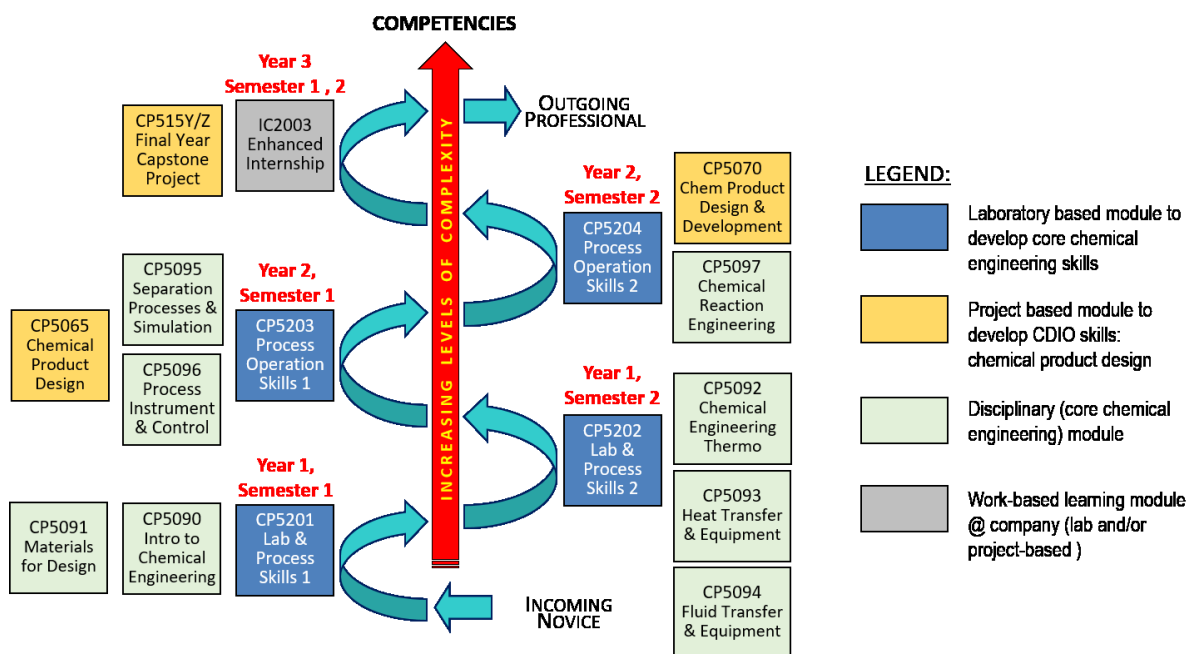 COMPETENCIES
Year 3
Semester 1 , 2
CP515Y/Z
Final Year
Capstone
Project
IC2003
Enhanced
Internship
OUTGOING
PROFESSIONAL
Year 2,
Semester 2
CP5204
Process
Operation
Skills 2
CP5070
Chem Product
Design &
Development
CP5097
Chemical
Reaction
Engineering
Year 2,
Semester 1
CP5065
Chemical
Product
Design
CP5095
Separation
Processes &
Simulation
CP5096
Process
Instrument
& Control
CP5203
Process
Operation
Skills 1
INCREASING LEVELS OF COMPLEXITY
Year 1,
Semester 2
CP5202
Lab &
Process
Skills 2
CP5092
Chemical
Engineering
Thermo
CP5093
Heat Transfer
& Equipment
CP5094
Fluid Transfer
& Equipment
Year 1,
Semester 1
CP5091
Materials
for Design
CP5090
Intro to
Chemical
Engineering
CP5201
Lab &
Process
Skills 1
INCOMING
NOVICE
LEGEND:
Laboratory based module to
develop core chemical
engineering skills
Project based module to
develop CDIO skills:
chemical product design
Disciplinary (core chemical
engineering) module
Work-based learning module
@ company (lab and/or
project-based )